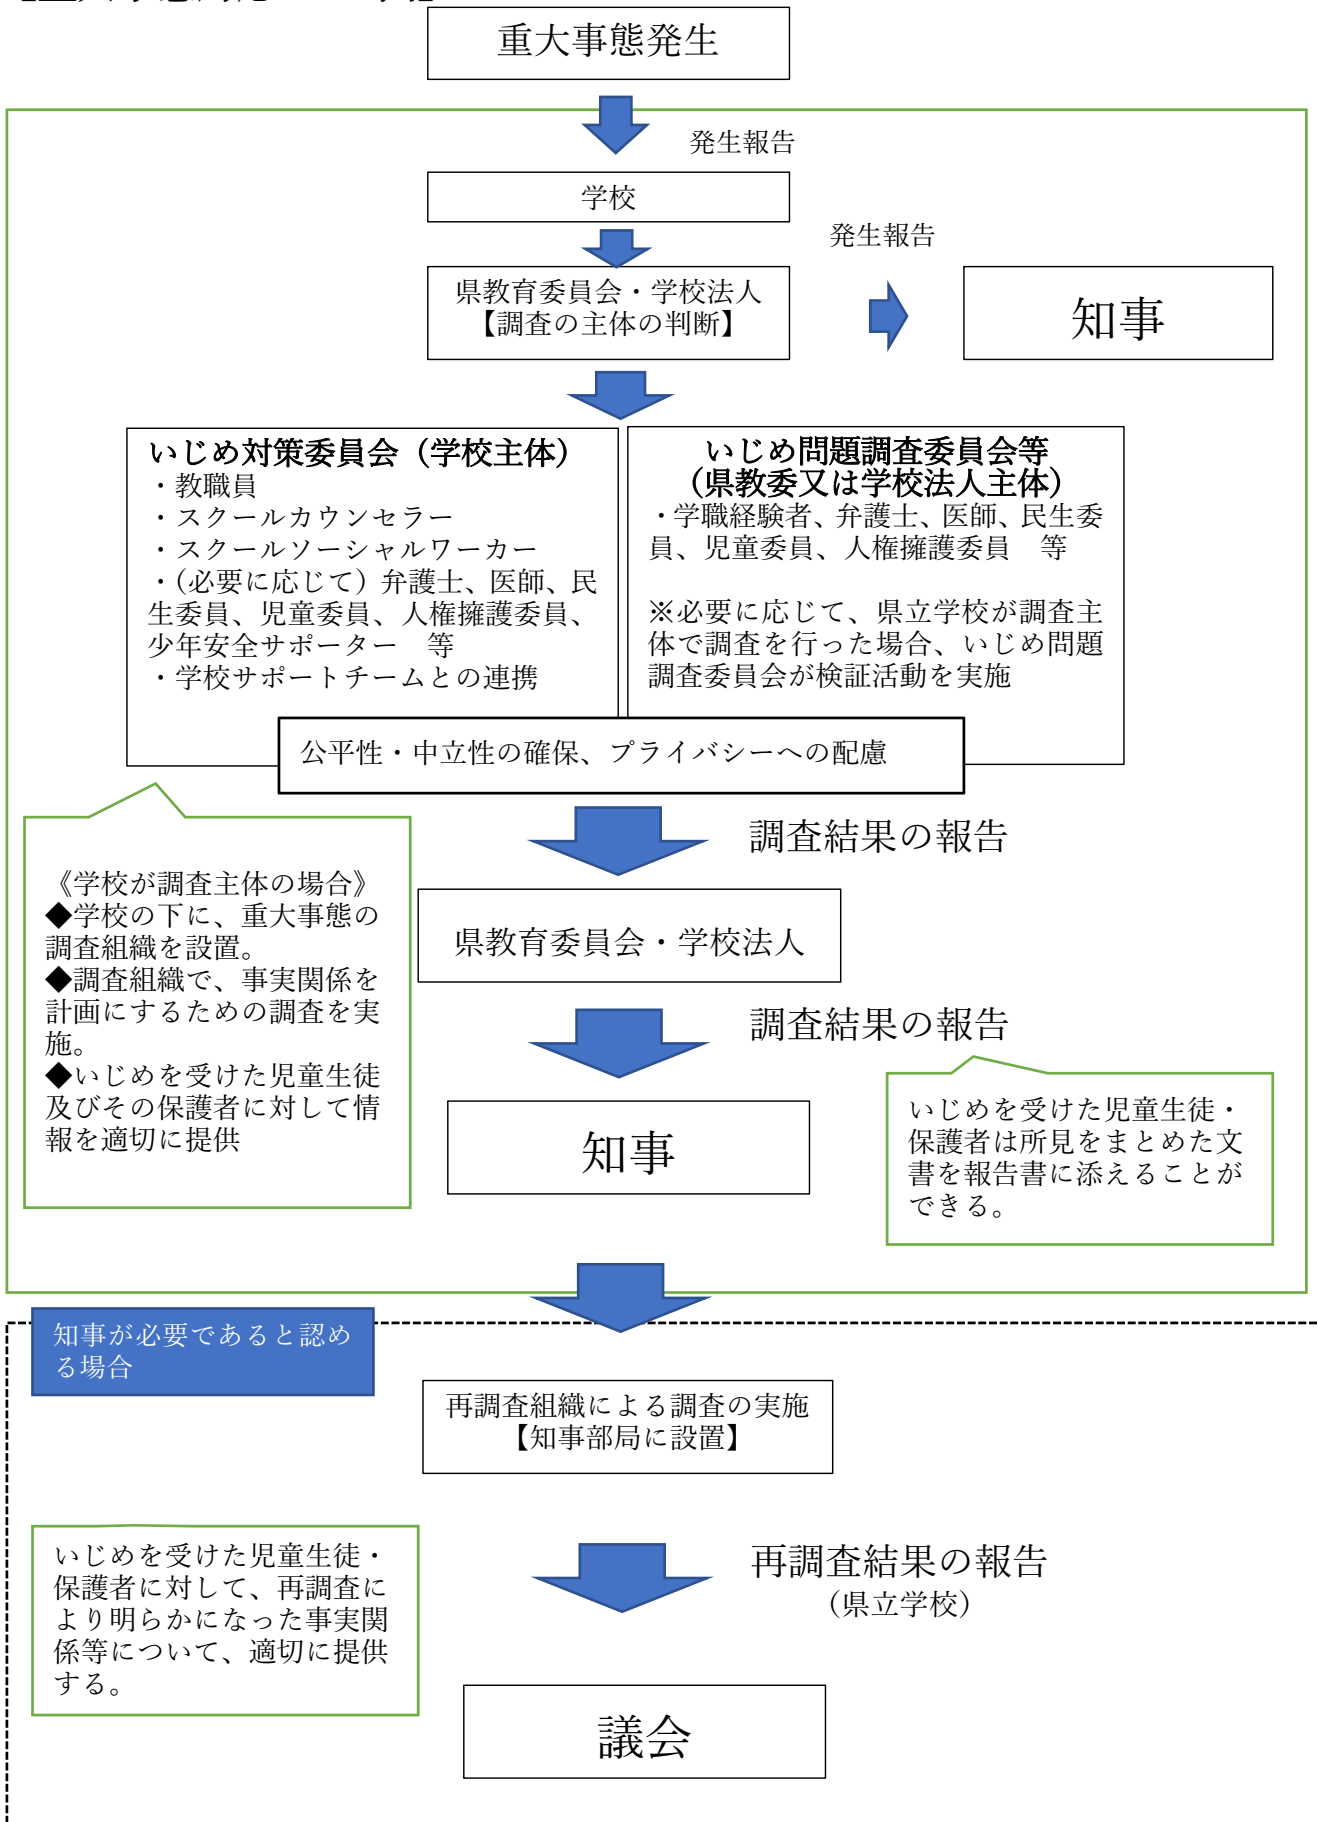 重大事態発生
発生報告
学校
発生報告
県教育委員会・学校法人
【調査の主体の判断】
知事
いじめ対策委員会（学校主体）
・教職員
・スクールカウンセラー
・スクールソーシャルワーカー
・（必要に応じて）弁護士、医師、民
生委員、児童委員、人権擁護委員、
少年安全サポーター　等
・学校サポートチームとの連携
いじめ問題調査委員会等
（県教委又は学校法人主体）
・学職経験者、弁護士、医師、民生委
員、児童委員、人権擁護委員　等
※必要に応じて、県立学校が調査主
体で調査を行った場合、いじめ問題
調査委員会が検証活動を実施
公平性・中立性の確保、プライバシーへの配慮
調査結果の報告
《学校が調査主体の場合》
◆学校の下に、重大事態の
調査組織を設置。
◆調査組織で、事実関係を
計画にするための調査を実
施。
◆いじめを受けた児童生徒
及びその保護者に対して情
報を適切に提供
県教育委員会・学校法人
調査結果の報告
知事
いじめを受けた児童生徒・
保護者は所見をまとめた文
書を報告書に添えることが
できる。
知事が必要であると認め
る場合
再調査組織による調査の実施
【知事部局に設置】
いじめを受けた児童生徒・
保護者に対して、再調査に
より明らかになった事実関
係等について、適切に提供
する。
再調査結果の報告
（県立学校）
議会